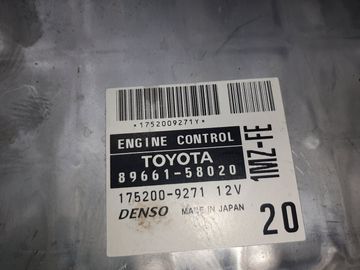 *1752009271Y*
ENGINE CONTROL
TOYOTA
89661-58020
175200-9271 12V
DENSO MADE IN JAPAN
1MZ-FE
20